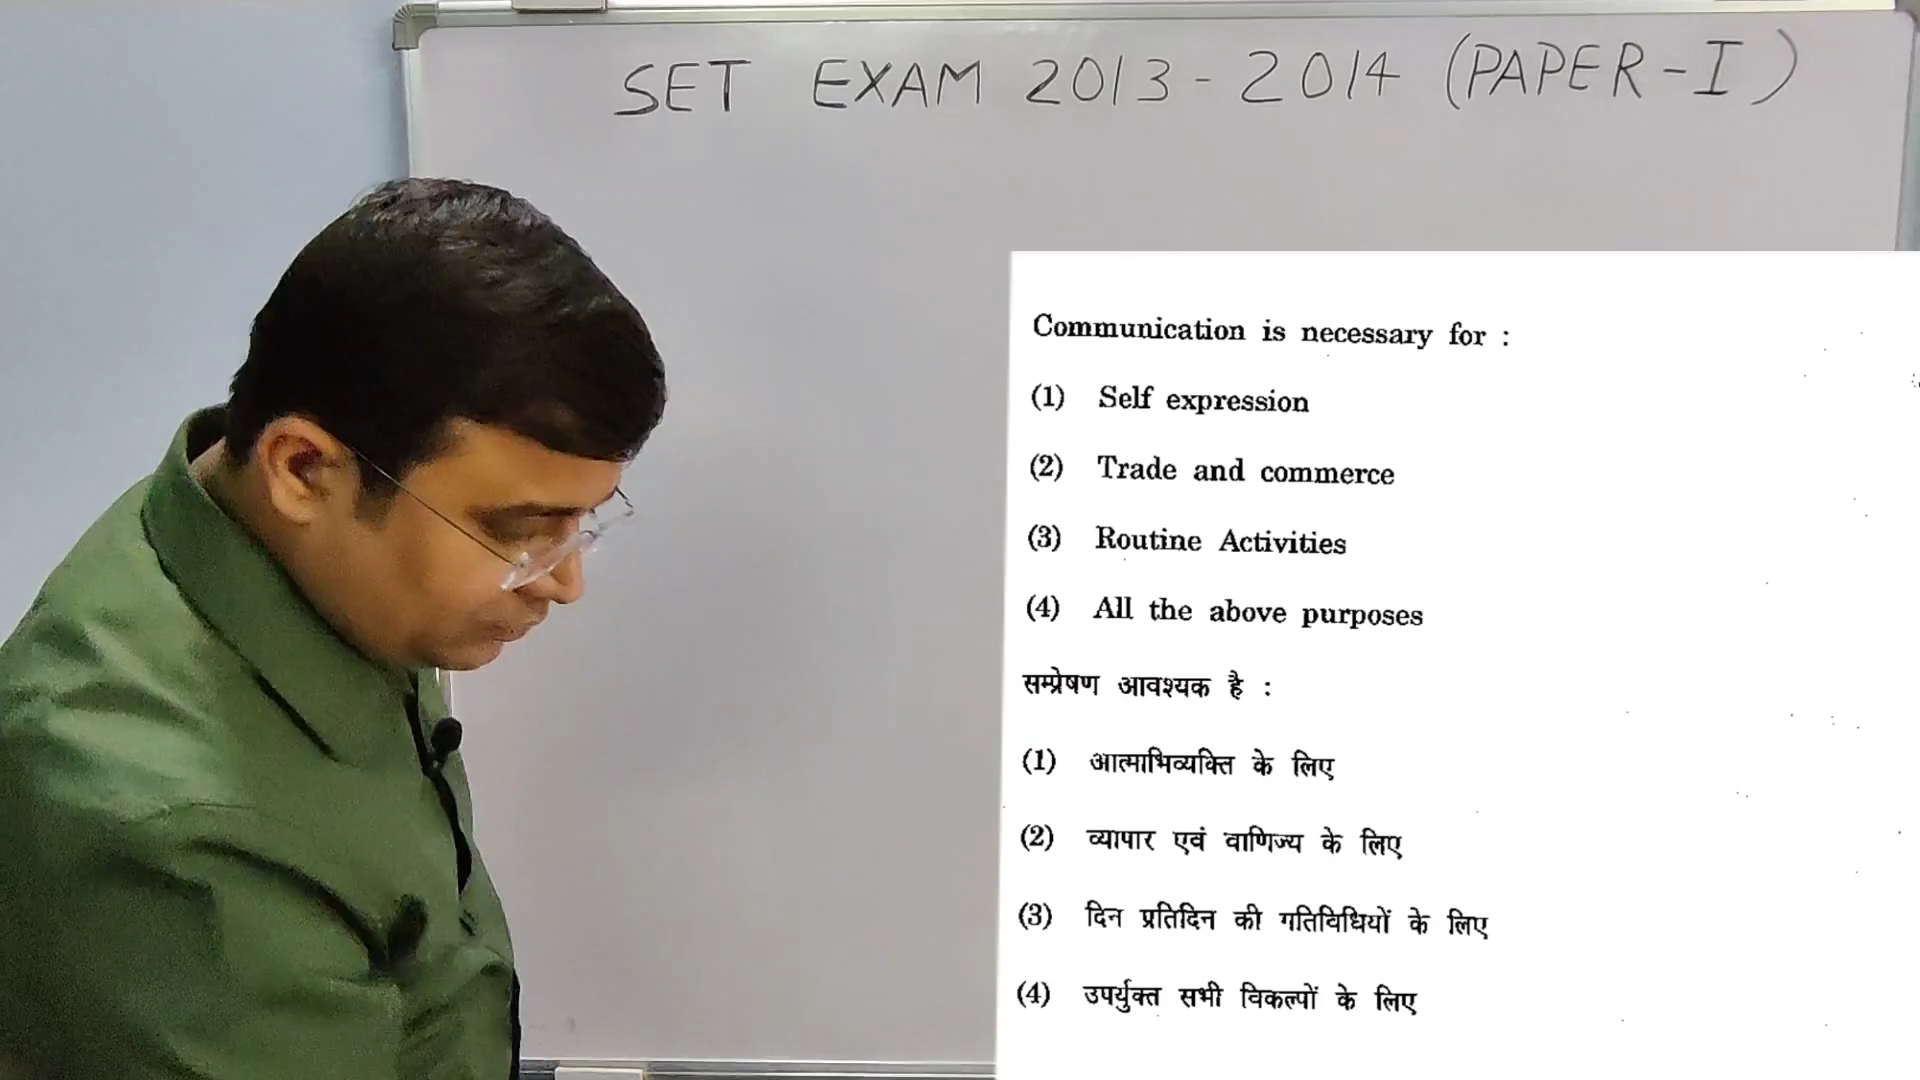 SET EXAM 2013-2014 (PAPER-I)
Communication is necessary for :
(1) Self expression
(2) Trade and commerce
(3) Routine Activities
(4) All the above purposes
सम्प्रेषण आवश्यक है :
(1) आत्माभिव्यक्ति के लिए
(2) व्यापार एवं वाणिज्य के लिए
(3) दिन प्रतिदिन की गतिविधियों के लिए
(4) उपर्युक्त सभी विकल्पों के लिए